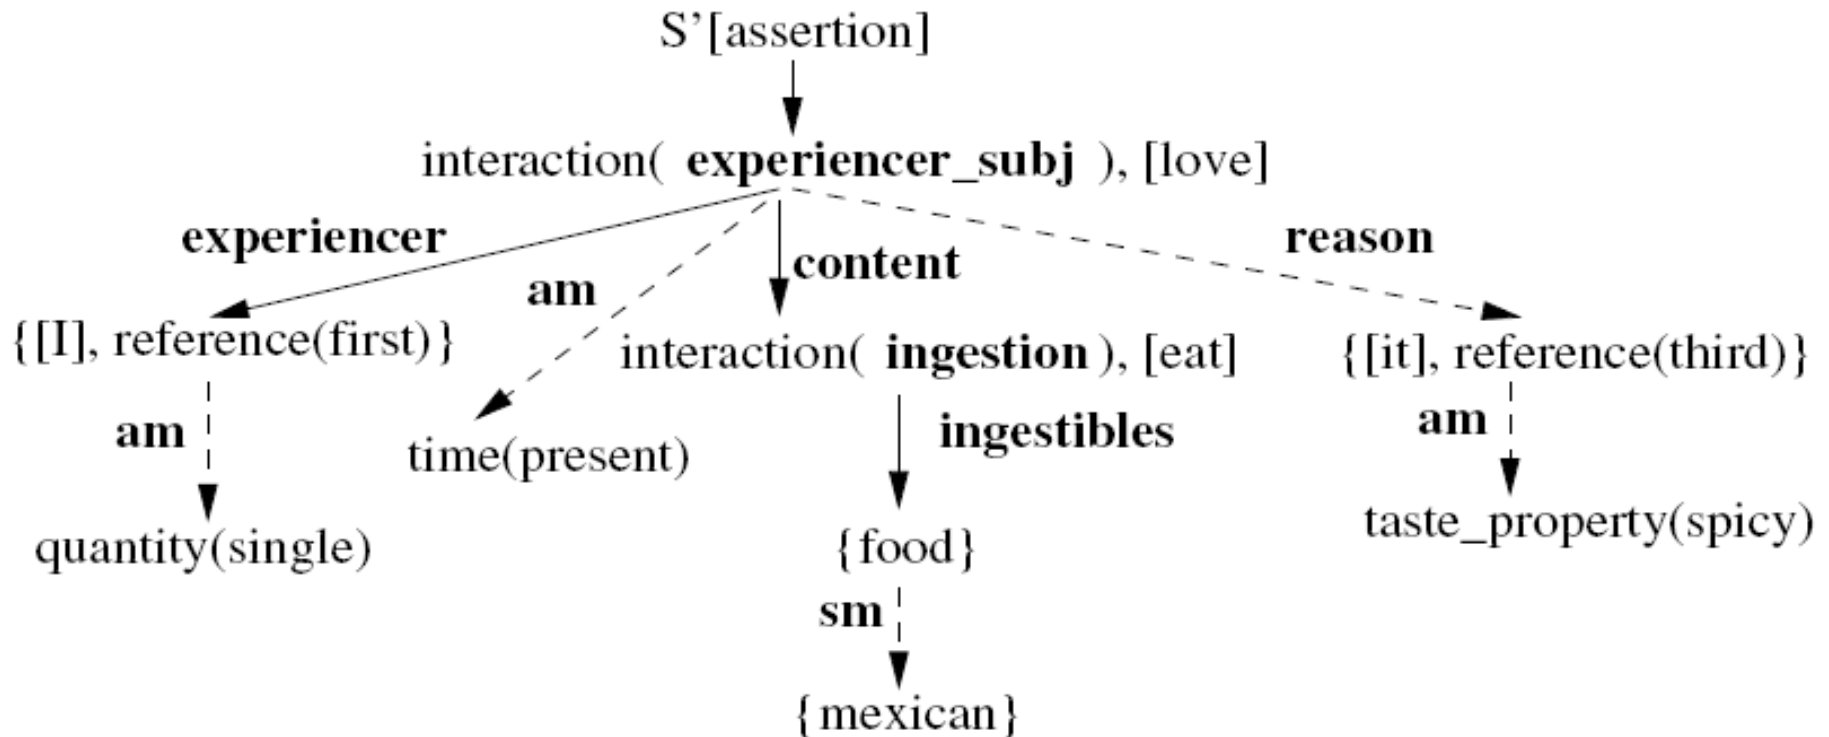 S’[assertion]
interaction( experiencer_subj ), [love]
experiencer
reason
content
am
{[I], reference(first)}
interaction( ingestion ), [eat]
{[it], reference(third)}
am
am
ingestibles
time(present)
quantity(single)
{food}
taste_property(spicy)
sm
{mexican}